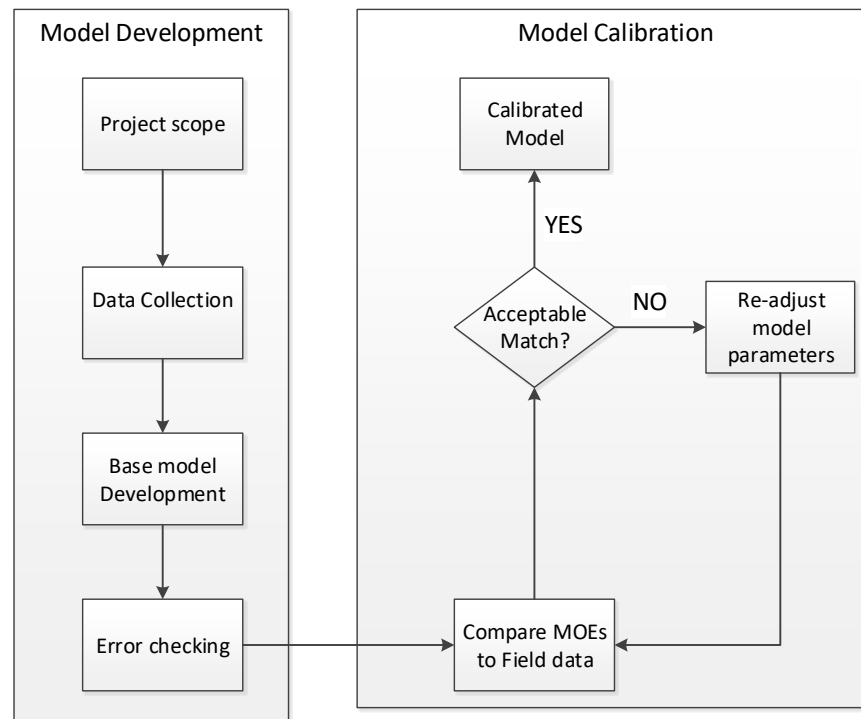 Model Development
Project scope
Data Collection
Base model
Development
Error checking
Model Calibration
Calibrated
Model
YES
Acceptable
Match?
NO
Re-adjust
model
parameters
Compare MOEs
to Field data